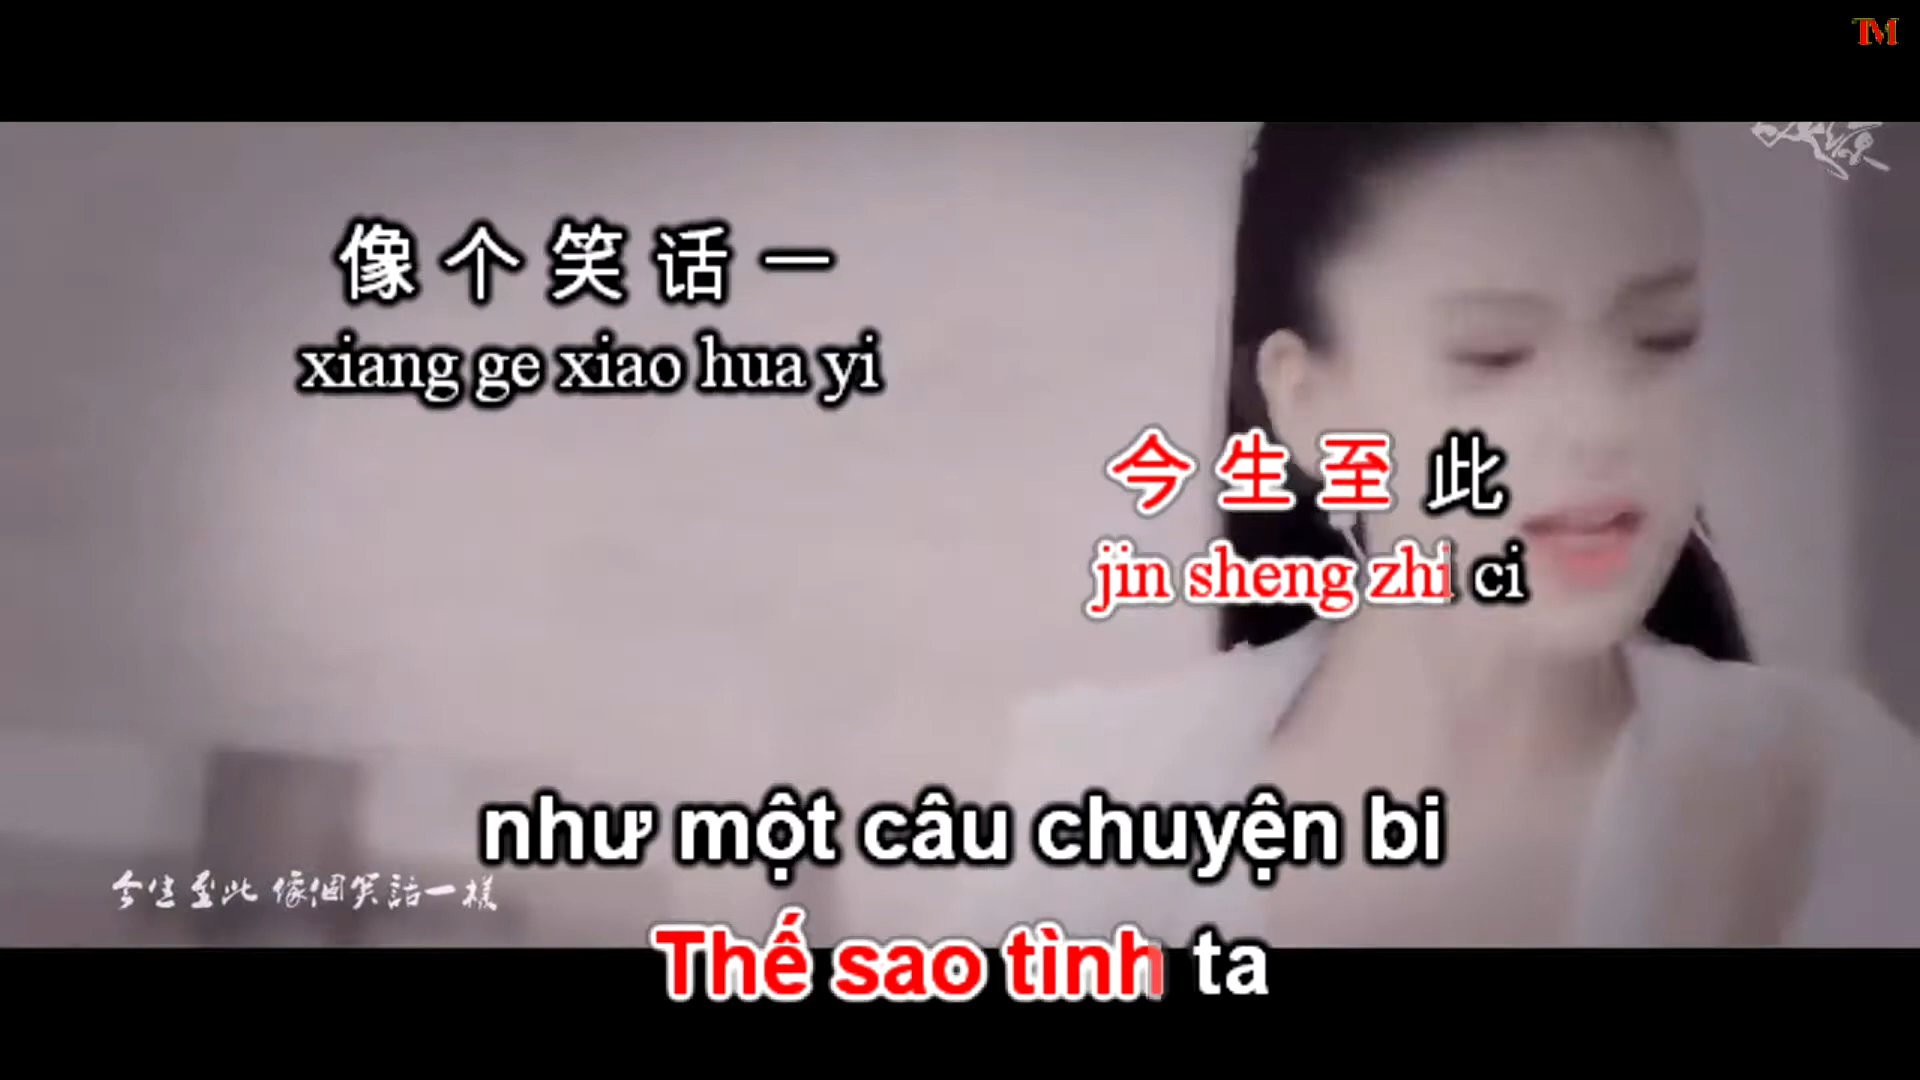 TM
像个笑话一
xiang ge xiao hua yi
今生至此
jin sheng zhi ci
như một câu chuyện bi
今生至此 像個笑話一樣
Thế sao tình ta